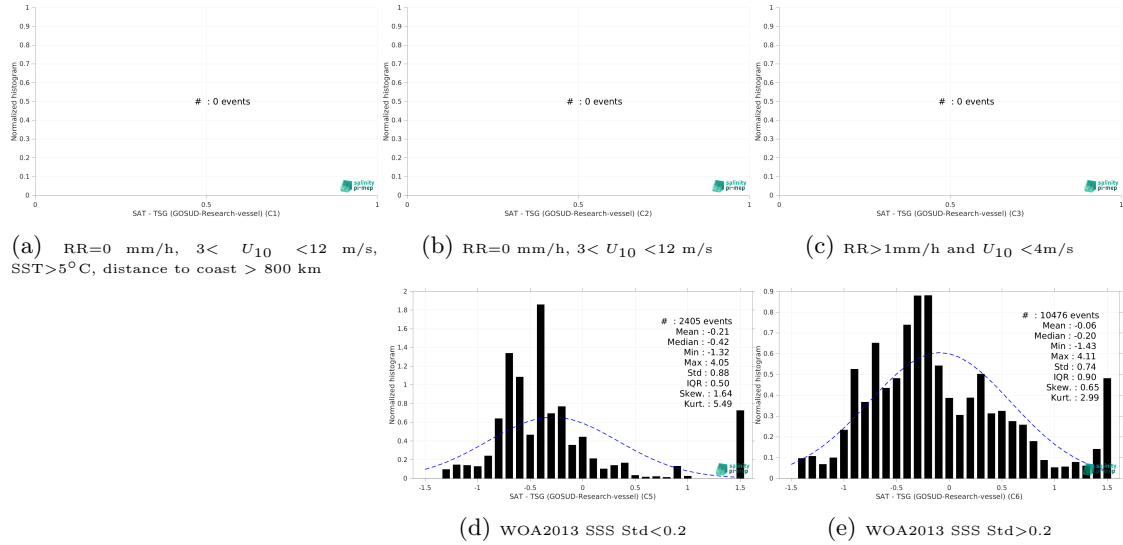 1
0.9
0.8
0.7
0.6
0.5
0.4
0.3
0.2
0.1
0
Normalized histogram
# : 0 events
0 0.5 1
SAT - TSG (GOSUD-Research-vessel) (C1)
salinity
pi-mep
1
0.9
0.8
0.7
0.6
0.5
0.4
0.3
0.2
0.1
0
Normalized histogram
# : 0 events
0 0.5 1
SAT - TSG (GOSUD-Research-vessel) (C2)
salinity
pi-mep
1
0.9
0.8
0.7
0.6
0.5
0.4
0.3
0.2
0.1
0
Normalized histogram
# : 0 events
0 0.5 1
SAT - TSG (GOSUD-Research-vessel) (C3)
salinity
pi-mep
(a) RR=0 mm/h, 3< U10 <12 m/s,
SST>5°C, distance to coast > 800 km
(b) RR=0 mm/h, 3< U10 <12 m/s
(c) RR>1mm/h and U10 <4m/s
2
1.8
1.6
1.4
1.2
1
0.8
0.6
0.4
0.2
0
Normalized histogram
# : 2405 events
Mean : -0.21
Median : -0.42
Min : -1.32
Max : 4.05
Std : 0.88
IQR : 0.50
Skew. : 1.64
Kurt. : 5.49
-1.5 -1 -0.5 0 0.5 1 1.5
SAT - TSG (GOSUD-Research-vessel) (C5)
salinity
pi-mep
0.9
0.8
0.7
0.6
0.5
0.4
0.3
0.2
0.1
0
Normalized histogram
# : 10476 events
Mean : -0.06
Median : -0.20
Min : -1.43
Max : 4.11
Std : 0.74
IQR : 0.90
Skew. : 0.65
Kurt. : 2.99
-1.5 -1 -0.5 0 0.5 1 1.5
SAT - TSG (GOSUD-Research-vessel) (C6)
salinity
pi-mep
(d) WOA2013 SSS Std<0.2
(e) WOA2013 SSS Std>0.2